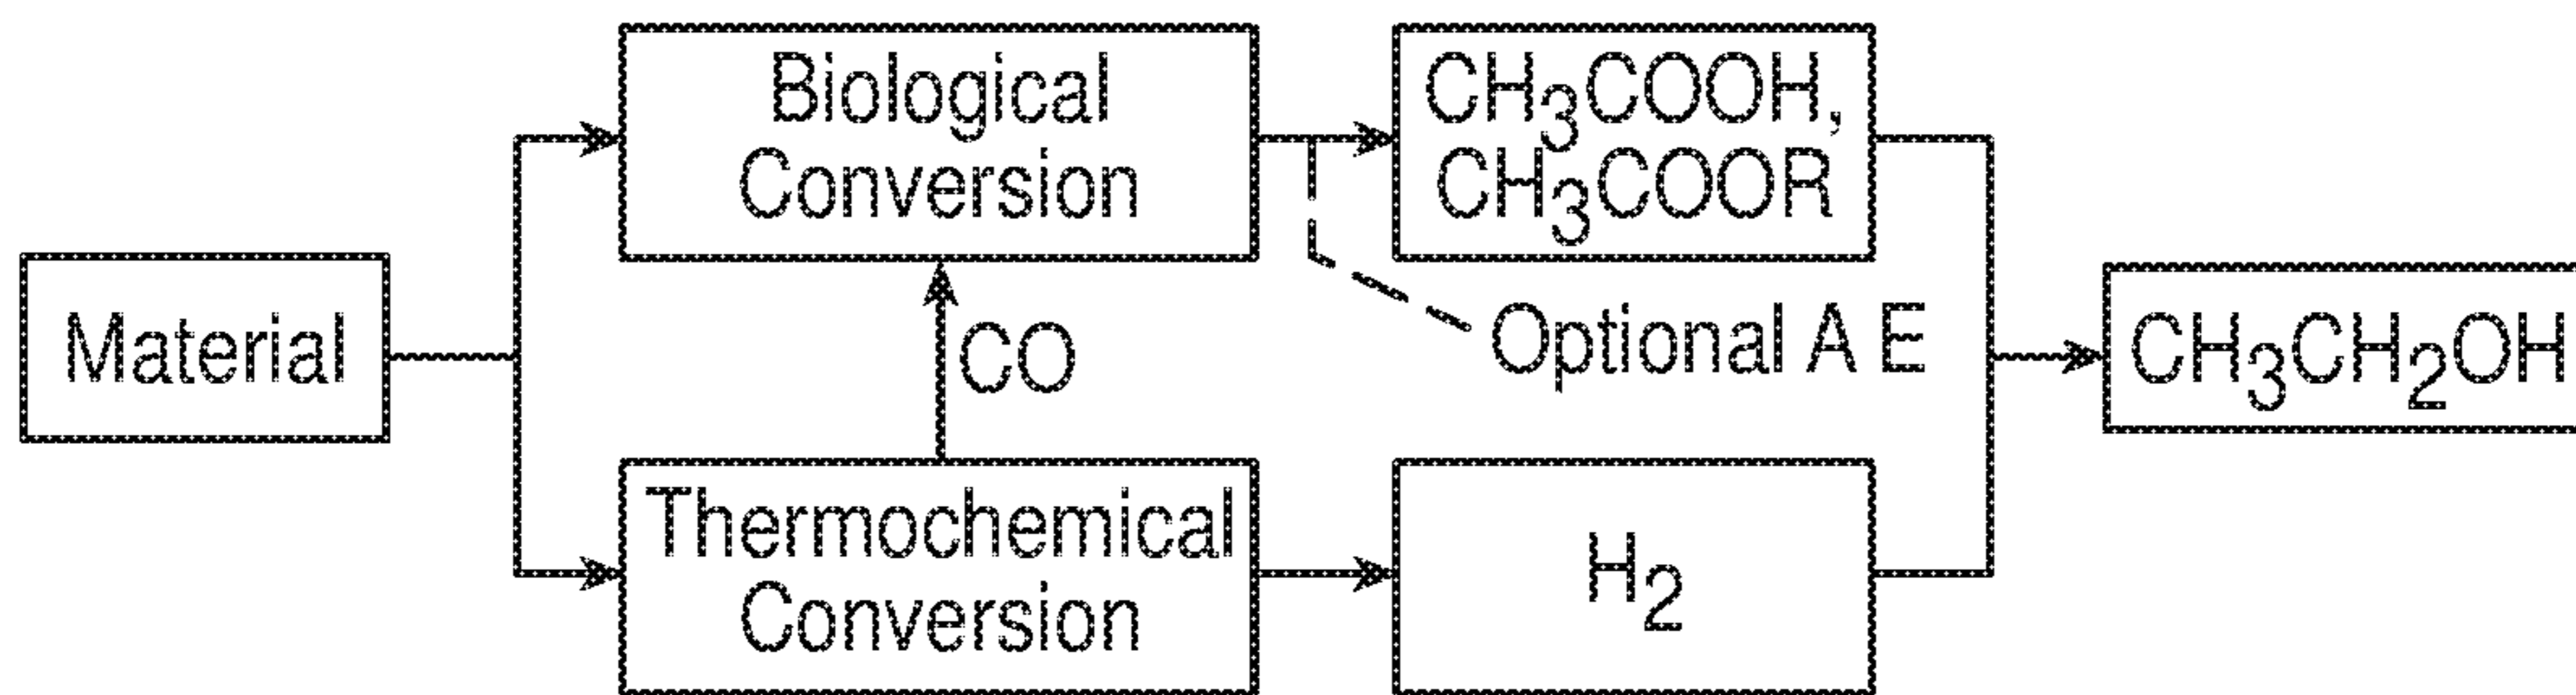 Material
Biological
Conversion
CO
Thermochemical
Conversion
CH₃COOH,
CH₃COOR
Optional A E
H₂
CH₃CH₂OH